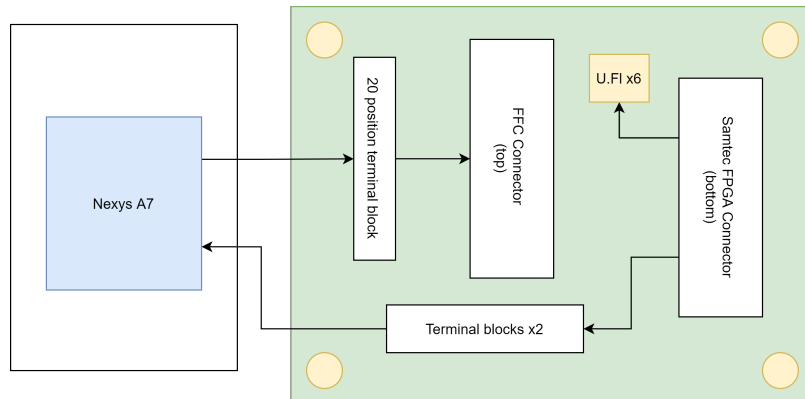 Nexys A7
20 position terminal block
FFC Connector
(top)
U.Fl x6
Samtec FPGA Connector
(bottom)
Terminal blocks x2